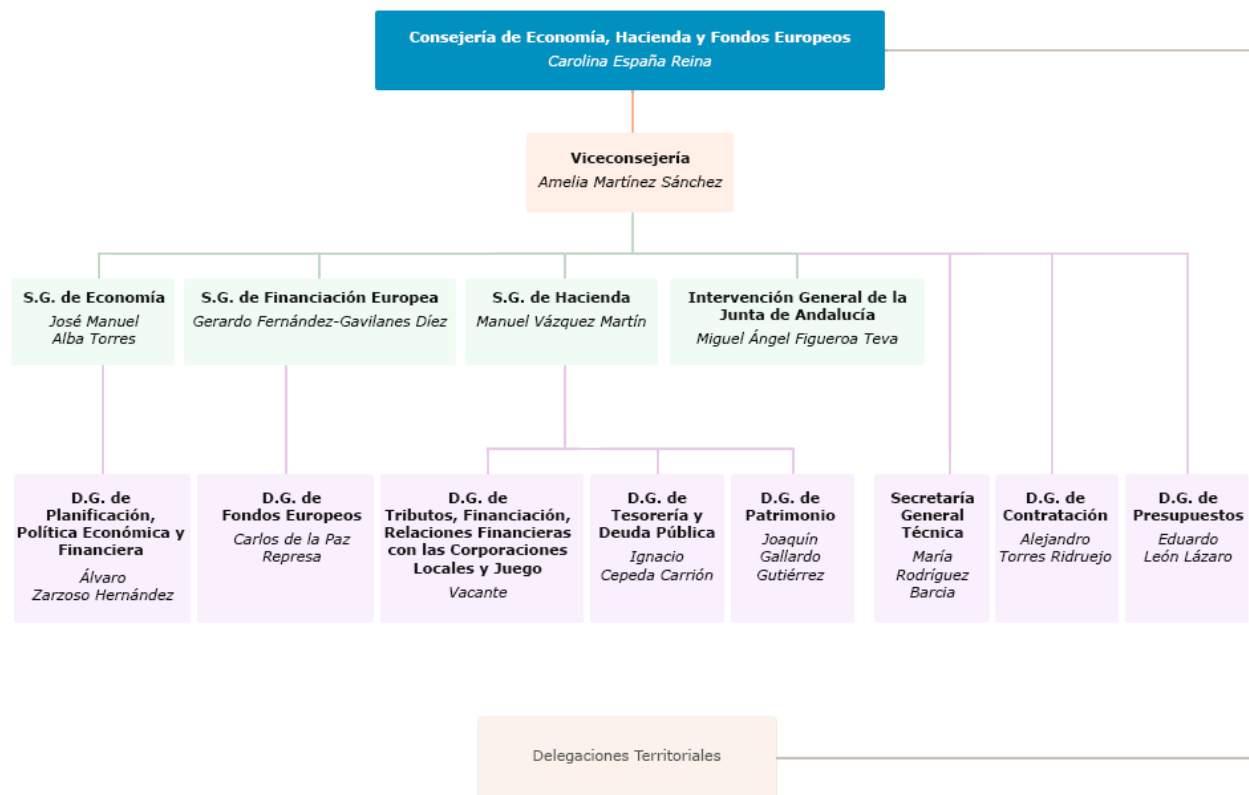 Consejería de Economía, Hacienda y Fondos Europeos
Carolina España Reina
Viceconsejería
Amelia Martínez Sánchez
S.G. de Economía
José Manuel
Alba Torres
S.G. de Financiación Europea
Gerardo Fernández-Gavilanes Díez
S.G. de Hacienda
Manuel Vázquez Martín
Intervención General de la
Junta de Andalucía
Miguel Ángel Figueroa Teva
D.G. de
Planificación,
Política Económica y
Financiera
Álvaro
Zarzoso Hernández
D.G. de
Fondos Europeos
Carlos de la Paz
Represa
D.G. de
Tributos, Financiación,
Relaciones Financieras
con las Corporaciones
Locales y Juego
Vacante
D.G. de
Tesorería y
Deuda Pública
Ignacio
Cepeda Carrión
D.G. de
Patrimonio
Joaquín
Gallardo
Gutiérrez
Secretaría
General
Técnica
María
Rodríguez
Barcia
D.G. de
Contratación
Alejandro
Torres Ridruejo
D.G. de
Presupuestos
Eduardo
León Lázaro
Delegaciones Territoriales